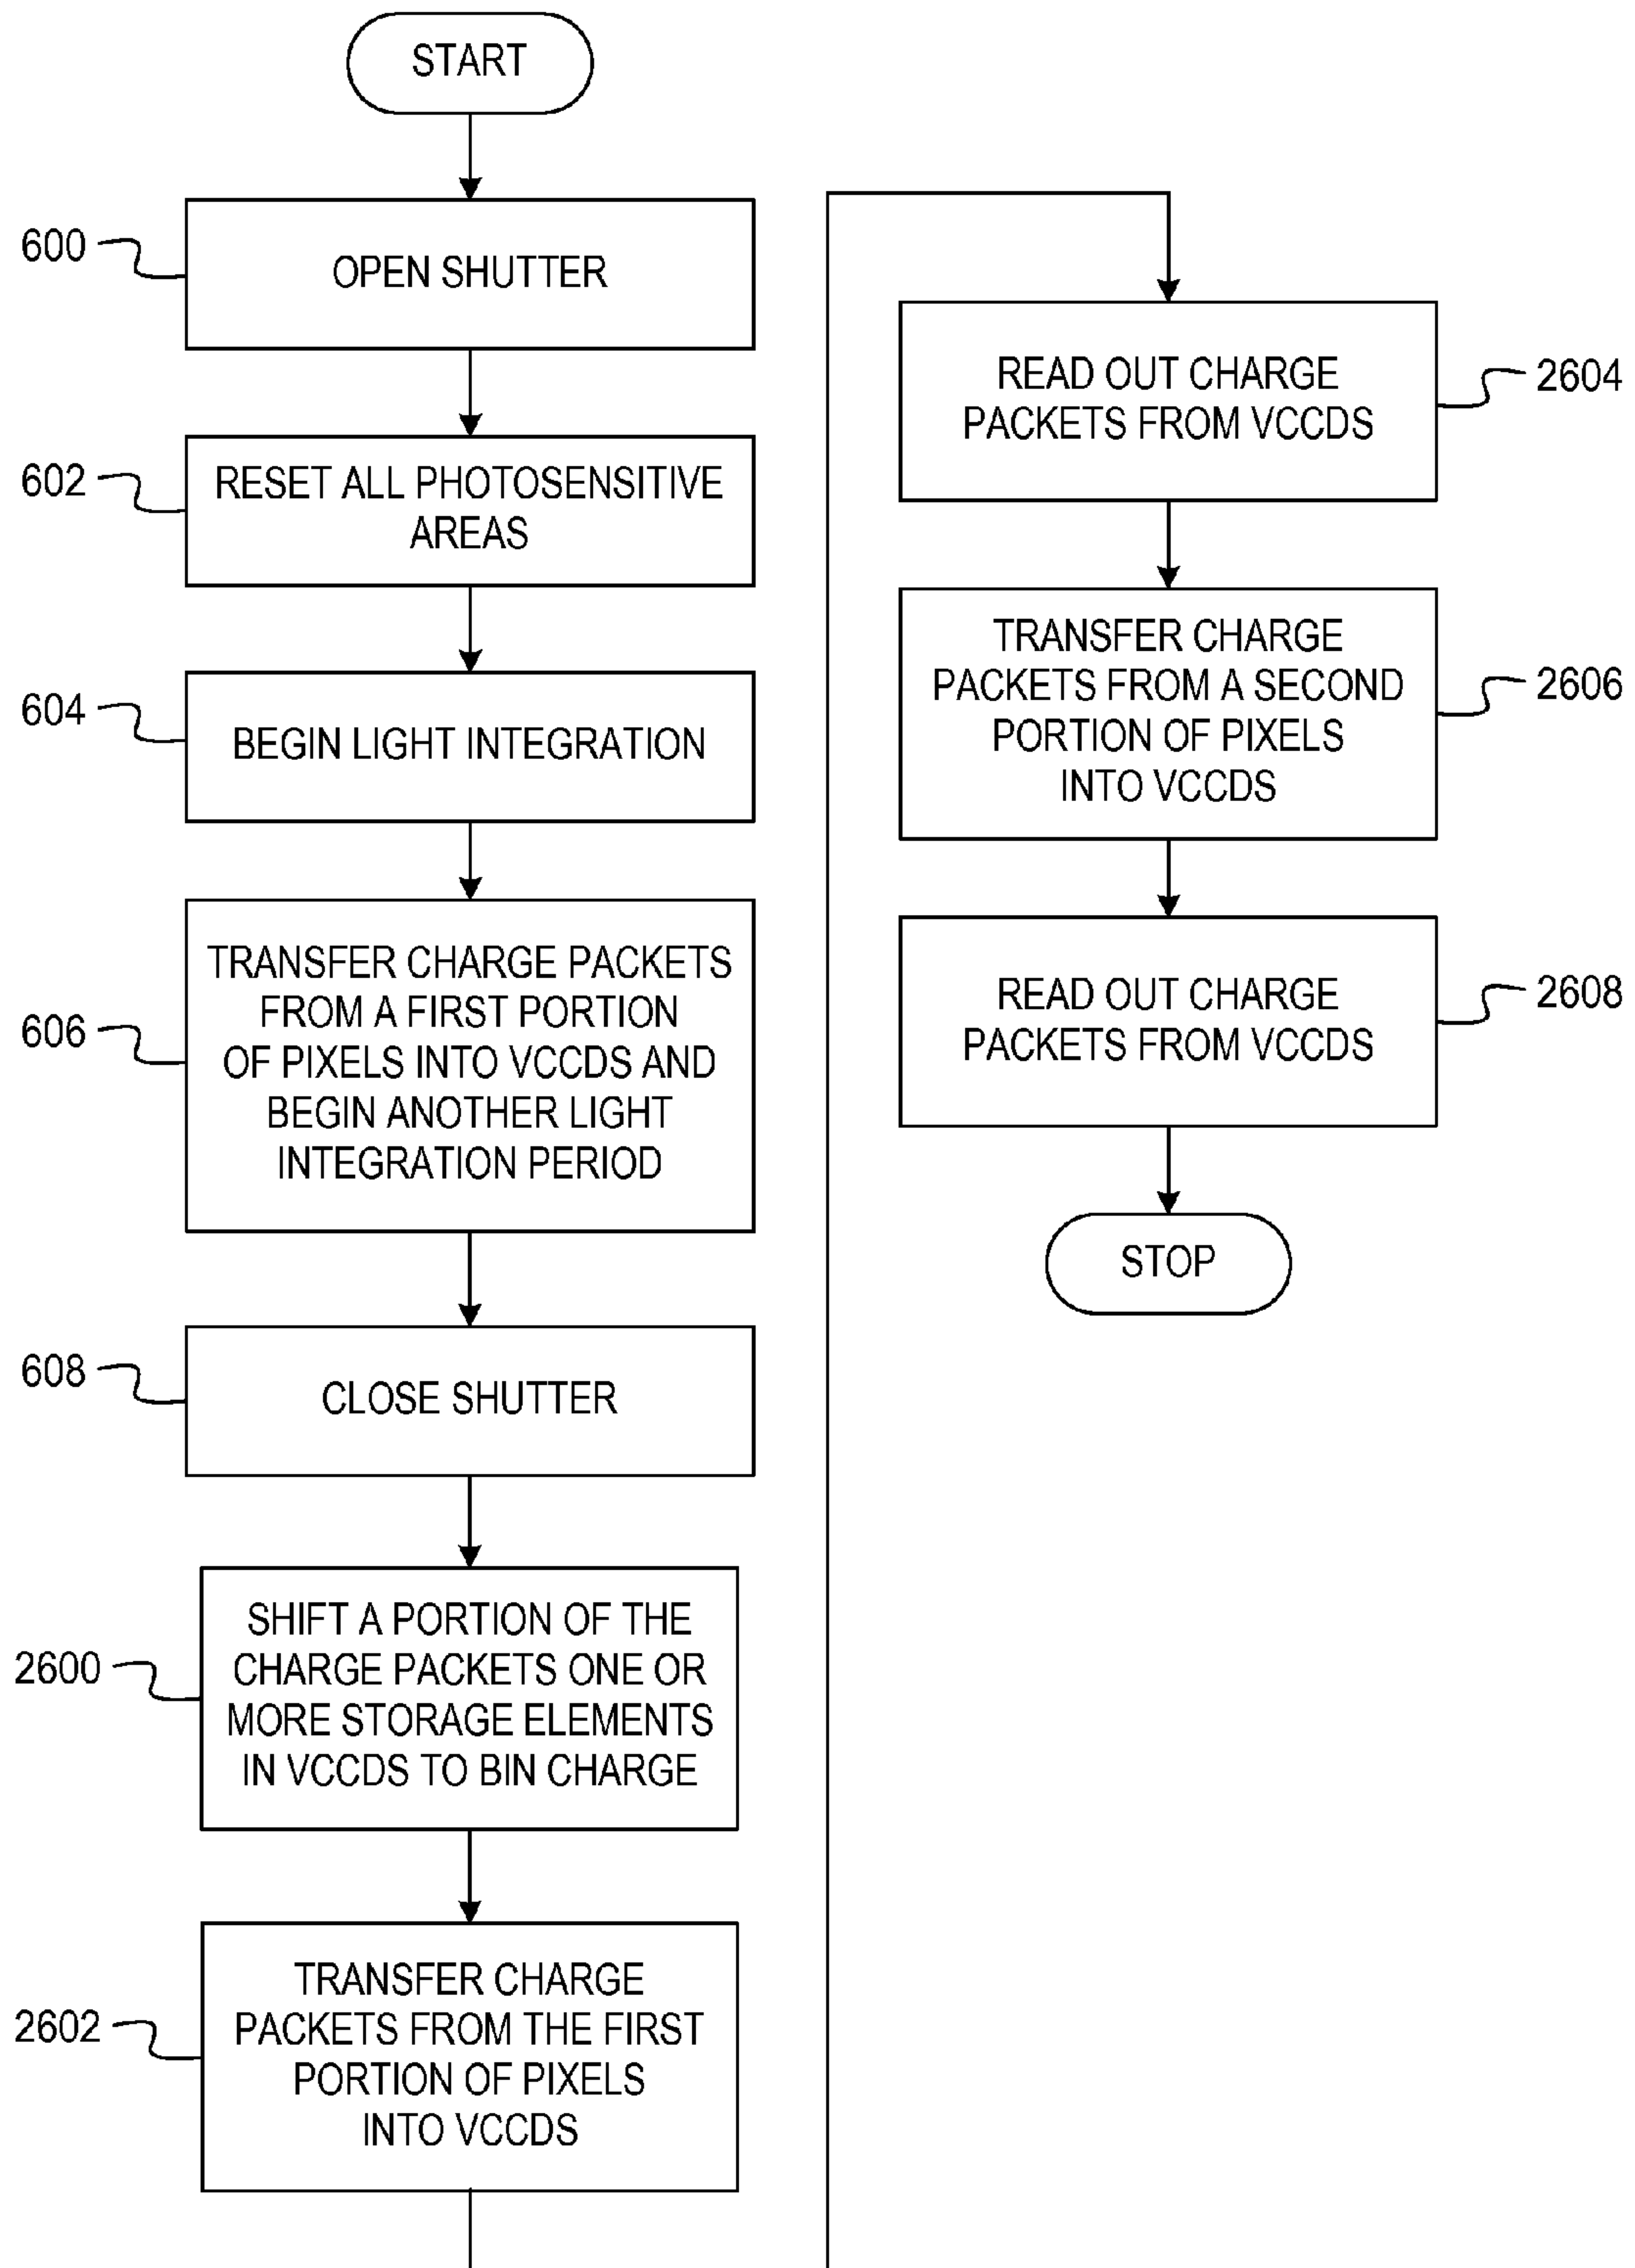 START
600
OPEN SHUTTER
602
RESET ALL PHOTOSENSITIVE
AREAS
604
BEGIN LIGHT INTEGRATION
606
TRANSFER CHARGE PACKETS
FROM A FIRST PORTION
OF PIXELS INTO VCCDS AND
BEGIN ANOTHER LIGHT
INTEGRATION PERIOD
608
CLOSE SHUTTER
2600
SHIFT A PORTION OF THE
CHARGE PACKETS ONE OR
MORE STORAGE ELEMENTS
IN VCCDS TO BIN CHARGE
2602
TRANSFER CHARGE
PACKETS FROM THE FIRST
PORTION OF PIXELS
INTO VCCDS
READ OUT CHARGE
PACKETS FROM VCCDS
2604
TRANSFER CHARGE
PACKETS FROM A SECOND
PORTION OF PIXELS
INTO VCCDS
2606
READ OUT CHARGE
PACKETS FROM VCCDS
2608
STOP